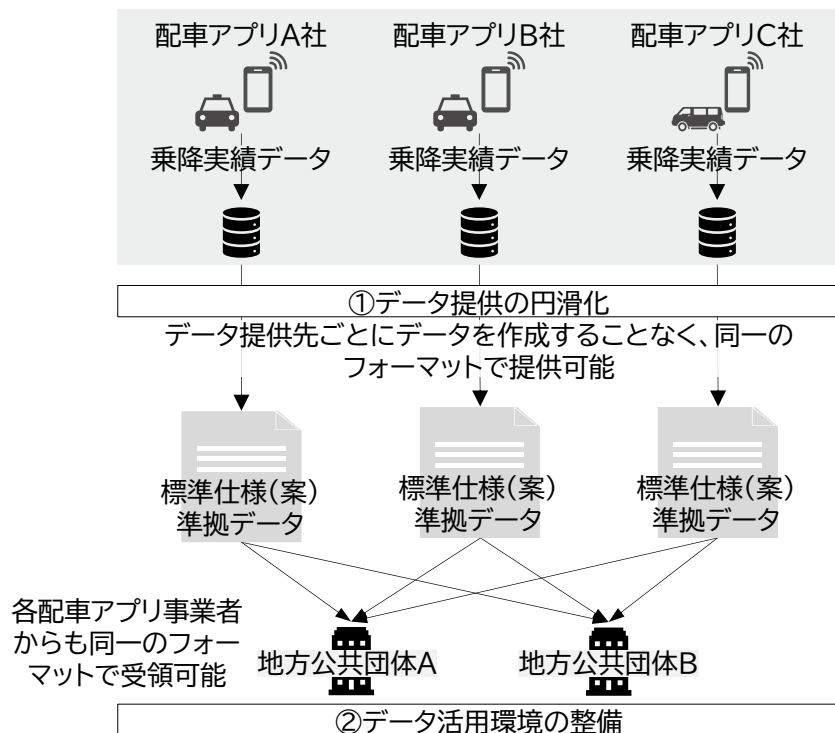 配車アプリA社
配車アプリB社
配車アプリC社
乗降実績データ
乗降実績データ
乗降実績データ
①データ提供の円滑化
データ提供先ごとにデータを作成することなく、同一の
フォーマットで提供可能
標準仕様(案)
準拠データ
標準仕様(案)
準拠データ
標準仕様(案)
準拠データ
各配車アプリ事業者
からも同一のフォー
マットで受領可能
地方公共団体A
地方公共団体B
②データ活用環境の整備